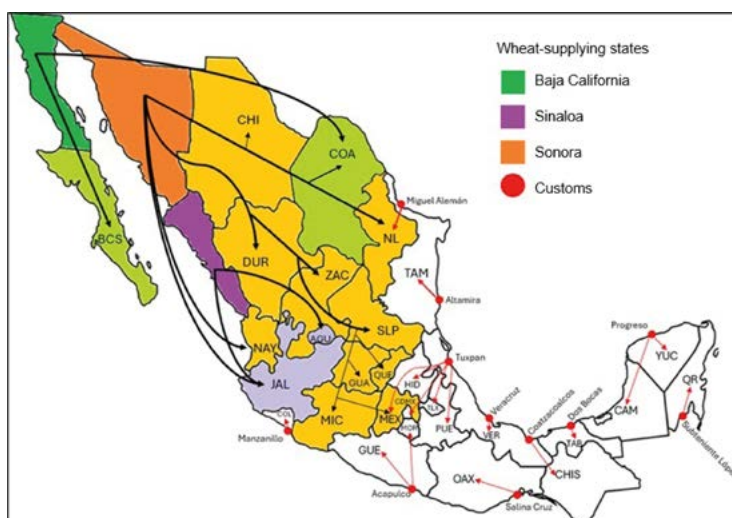 Wheat-supplying states
Baja California
Sinaloa
Sonora
Customs
CHI
COA
BCS
Miguel Alemán
NL
DUR
ZAC
TAM
Altamira
SLP
NAY
AGU
JAL
GUA
QUE
HID
Tuxpan
Progreso
YUC
QR
CAM
COL
MIC
MEX
CDMX
TLX
MOR
PUE
Veracruz
VER
Coatzacoalcos
Dos Bocas
TAB
Subteniente López
Manzanillo
GUE
OAX
CHIS
Acapulco
Salina Cruz